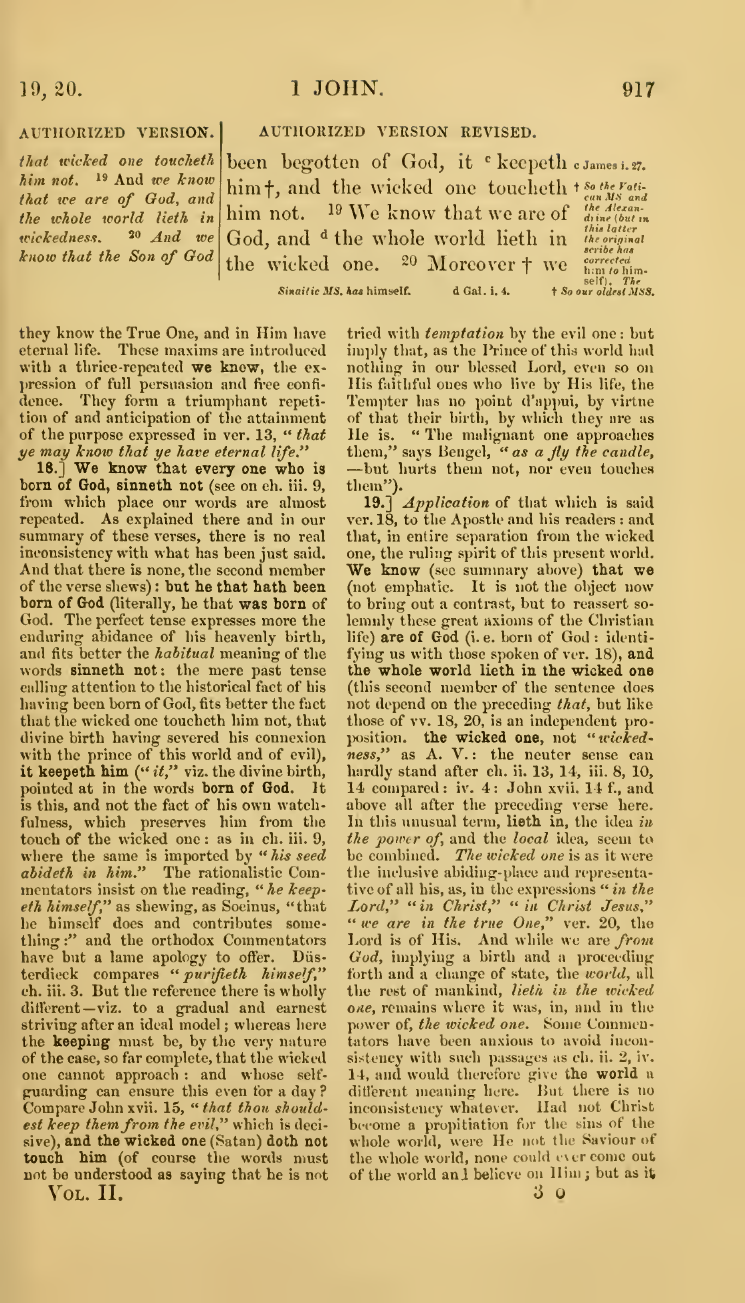 19, 20.
1 JOHN.
917
AUTHORIZED VERSION.
that wicked one toucheth
him not. 19 And we know
that we are of God, and
the whole world lieth in
wickedness. 20 And we
know that the Son of God
AUTHORIZED VERSION REVISED.
been begotten of God, it c keepeth
him†, and the wicked one toucheth
him not. 19 We know that we are of
God, and d the whole world lieth in
the wicked one. 20 Moreover † we
c James i. 27.
† So the Vati-
can MS and
the Alexan-
drine (but in
this latter
the original
scribe has
corrected
him to him-
self). The
Sinaitic MS. has himself.
d Gal. i. 4.
† So our oldest MSS.
they know the True One, and in Him have
eternal life. These maxims are introduced
with a thrice-repeated we know, the ex-
pression of full persuasion and free confi-
dence. They form a triumphant repeti-
tion of and anticipation of the attainment
of the purpose expressed in ver. 13, “ that
ye may know that ye have eternal life.”
18.] We know that every one who is
born of God, sinneth not (see on ch. iii. 9,
from which place our words are almost
repeated. As explained there and in our
summary of these verses, there is no real
inconsistency with what has been just said.
And that there is none, the second member
of the verse shews) : but he that hath been
born of God (literally, he that was born of
God. The perfect tense expresses more the
enduring abidance of his heavenly birth,
and fits better the habitual meaning of the
words sinneth not : the mere past tense
calling attention to the historical fact of his
having been born of God, fits better the fact
that the wicked one toucheth him not, that
divine birth having severed his connexion
with the prince of this world and of evil),
it keepeth him (“ it,” viz. the divine birth,
pointed at in the words born of God. It
is this, and not the fact of his own watch-
fulness, which preserves him from the
touch of the wicked one : as in ch. iii. 9,
where the same is imported by “ his seed
abideth in him.” The rationalistic Com-
mentators insist on the reading, “ he keep-
eth himself,” as shewing, as Socinus, “that
he himself does and contributes some-
thing :” and the orthodox Commentators
have but a lame apology to offer. Düs-
terdieck compares “ purifieth himself,”
ch. iii. 3. But the reference there is wholly
different—viz. to a gradual and earnest
striving after an ideal model ; whereas here
the keeping must be, by the very nature
of the case, so far complete, that the wicked
one cannot approach : and whose self-
guarding can ensure this even for a day ?
Compare John xvii. 15, “ that thou should-
est keep them from the evil,” which is deci-
sive), and the wicked one (Satan) doth not
touch him (of course the words must
not be understood as saying that he is not
VOL. II.
tried with temptation by the evil one : but
imply that, as the Prince of this world had
nothing in our blessed Lord, even so on
His faithful ones who live by His life, the
Tempter has no point d'appui, by virtue
of that their birth, by which they are as
He is. “ The malignant one approaches
them,” says Bengel, “ as a fly the candle,
—but hurts them not, nor even touches
them”).
19.] Application of that which is said
ver. 18, to the Apostle and his readers : and
that, in entire separation from the wicked
one, the ruling spirit of this present world.
We know (see summary above) that we
(not emphatic. It is not the object now
to bring out a contrast, but to reassert so-
lemnly these great axioms of the Christian
life) are of God (i. e. born of God : identi-
fying us with those spoken of ver. 18), and
the whole world lieth in the wicked one
(this second member of the sentence does
not depend on the preceding that, but like
those of vv. 18, 20, is an independent pro-
position. the wicked one, not “wicked-
ness,” as A. V. : the neuter sense can
hardly stand after ch. ii. 13, 14, iii. 8, 10,
14 compared : iv. 4 : John xvii. 14 f., and
above all after the preceding verse here.
In this unusual term, lieth in, the idea in
the power of, and the local idea, seem to
be combined. The wicked one is as it were
the inclusive abiding-place and representa-
tive of all his, as, in the expressions “ in the
Lord,” “ in Christ,” “ in Christ Jesus,”
“ we are in the true One,” ver. 20, the
Lord is of His. And while we are from
God, implying a birth and a proceeding
forth and a change of state, the world, all
the rest of mankind, lieth in the wicked
one, remains where it was, in, and in the
power of, the wicked one. Some Commen-
tators have been anxious to avoid incon-
sistency with such passages as ch. ii. 2, iv.
14, and would therefore give the world a
different meaning here. But there is no
inconsistency whatever. Had not Christ
become a propitiation for the sins of the
whole world, were He not the Saviour of
the whole world, none could ever come out
of the world and believe on Him ; but as it
3 O